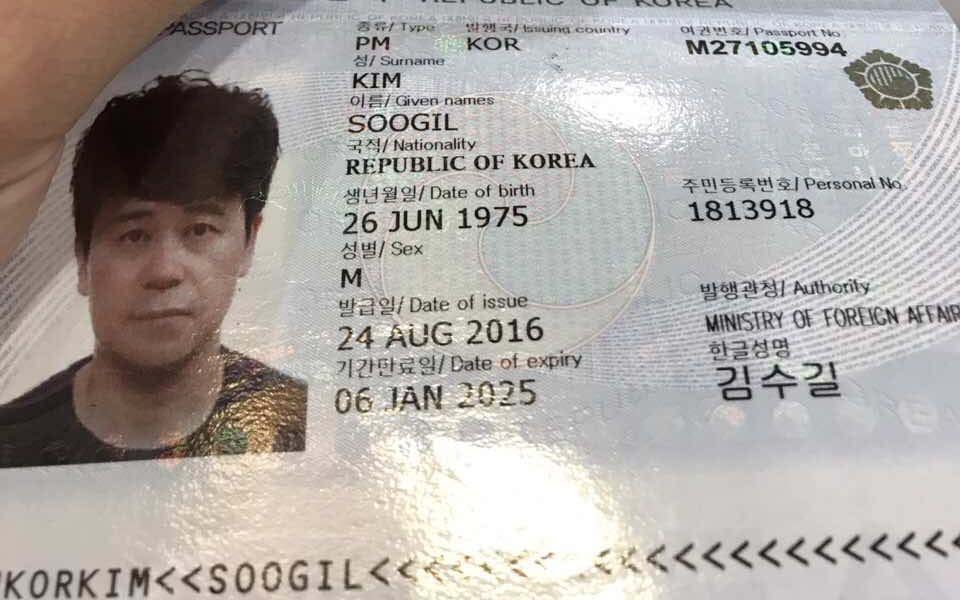 REPUBLIC OF KOREA
PASSPORT
종류/ Type 발행국/ Issuing country 여권번호/ Passport No
PM KOR M27105994
성/ Surname
KIM
이름/ Given names
SOOGIL
국적/ Nationality
REPUBLIC OF KOREA
생년월일/ Date of birth 주민등록번호/ Personal No.
26 JUN 1975 1813918
성별/ Sex
M
발급일/ Date of issue 발행관청/ Authority
24 AUG 2016 MINISTRY OF FOREIGN AFFAIR
기간만료일/ Date of expiry 한글성명
06 JAN 2025 김수길
KORKIM<<SOOGIL<<<<<<<<<<<<<<<<<<<<